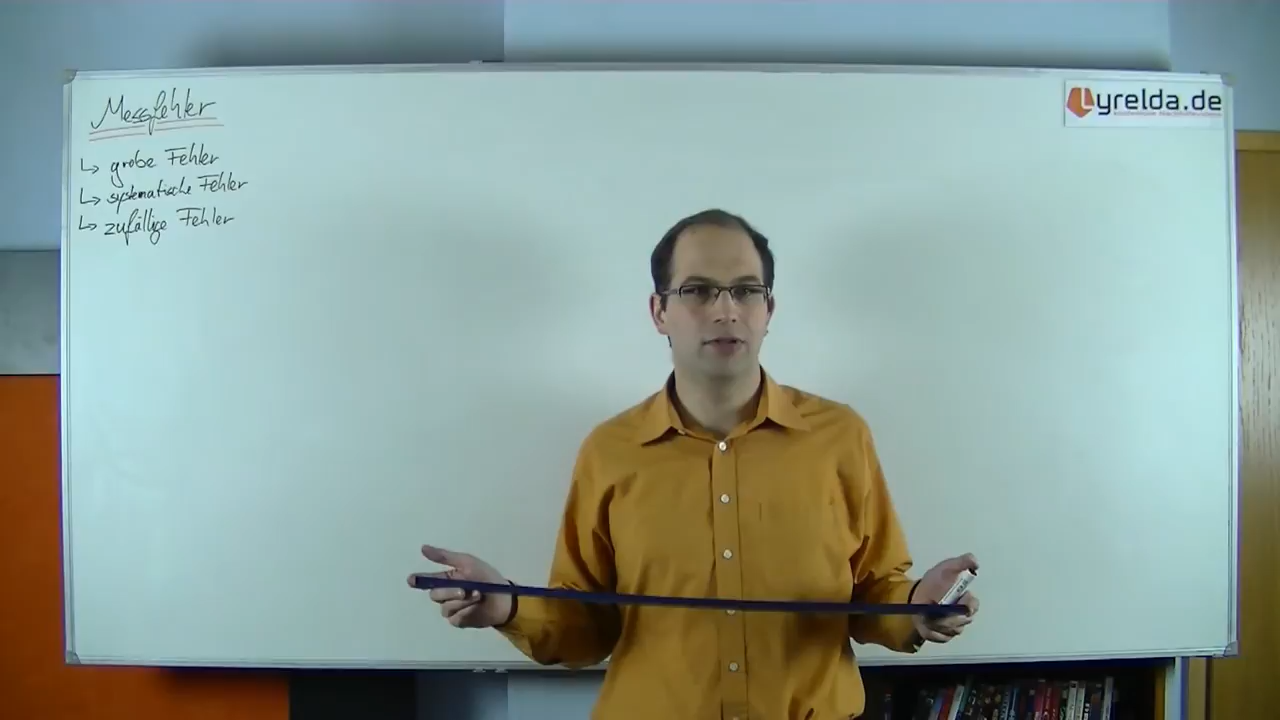 Messfehler
↳ grobe Fehler
↳ systematische Fehler
↳ zufällige Fehler
Lyrelda.de